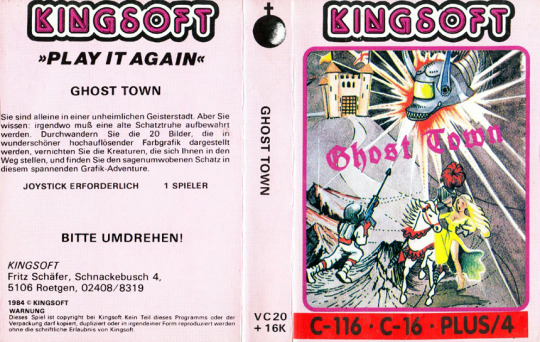 KINGSOFT
»PLAY IT AGAIN«
GHOST TOWN
Sie sind alleine in einer unheimlichen Geisterstadt. Aber Sie
wissen: irgendwo muß eine alte Schatztruhe aufbewahrt
werden. Durchwandern Sie die 20 Bilder, die in
wunderschöner hochauflösender Farbgrafik dargestellt
werden, vernichten Sie die Kreaturen, die sich Ihnen in den
Weg stellen, und finden Sie den sagenumwobenen Schatz in
diesem spannenden Grafik-Adventure.
JOYSTICK ERFORDERLICH 1 SPIELER
BITTE UMDREHEN!
KINGSOFT
Fritz Schäfer, Schnackebusch 4,
5106 Roetgen, 02408/8319
1984 © KINGSOFT
WARNUNG
Dieses Spiel ist copyright bei Kingsoft Kein Teil dieses Programms oder der
Verpackung darf kopiert, dupliziert oder in irgendeiner Form reproduziert werden
ohne die schriftliche Erlaubnis von Kingsoft.
GHOST TOWN
VC20
+ 16K
KINGSOFT
Ghost Town
C-116 · C-16 · PLUS/4